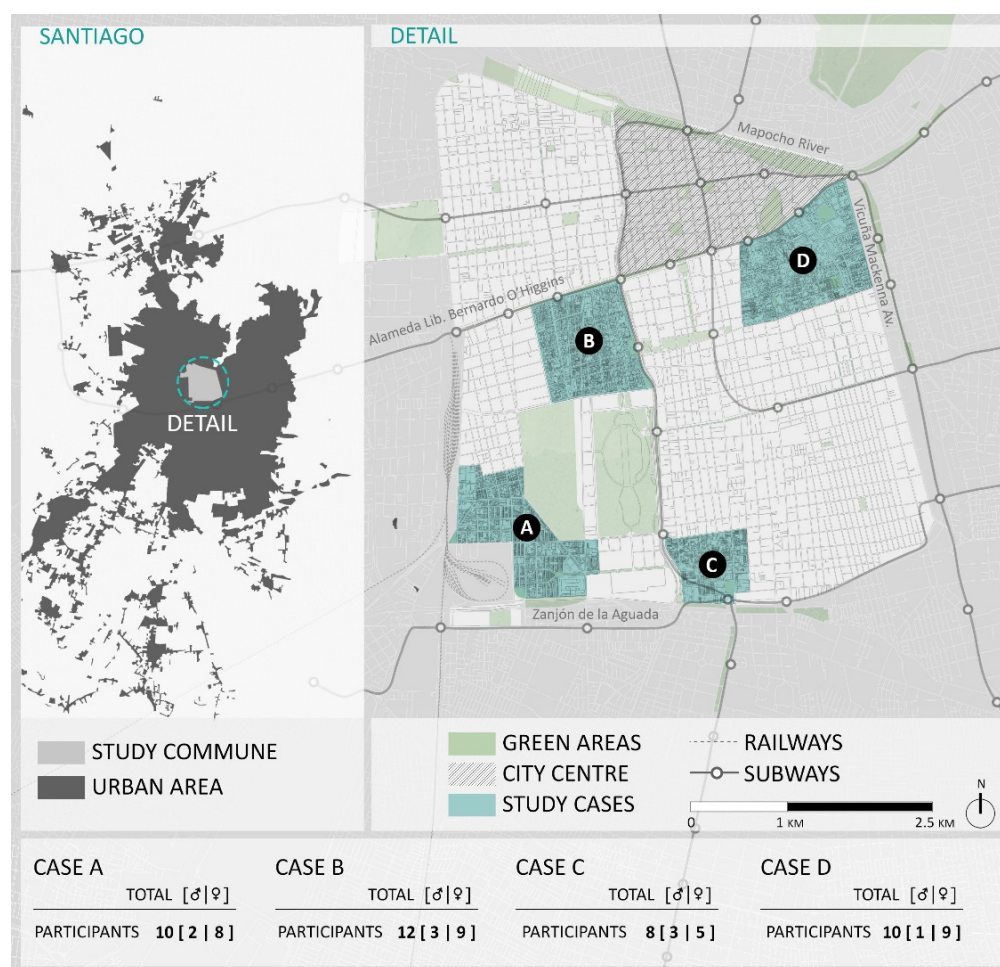 SANTIAGO
DETAIL
DETAIL
Mapocho River
Vicuña Mackenna Av.
Alameda Lib. Bernardo O'Higgins
D
B
A
C
Zanjón de la Aguada
STUDY COMMUNE
URBAN AREA
GREEN AREAS
CITY CENTRE
STUDY CASES
RAILWAYS
SUBWAYS
N
0 1 KM 2.5 KM
CASE A
TOTAL [♂|♀]
PARTICIPANTS 10 [ 2 | 8 ]
CASE B
TOTAL [♂|♀]
PARTICIPANTS 12 [ 3 | 9 ]
CASE C
TOTAL [♂|♀]
PARTICIPANTS 8 [ 3 | 5 ]
CASE D
TOTAL [♂|♀]
PARTICIPANTS 10 [ 1 | 9 ]